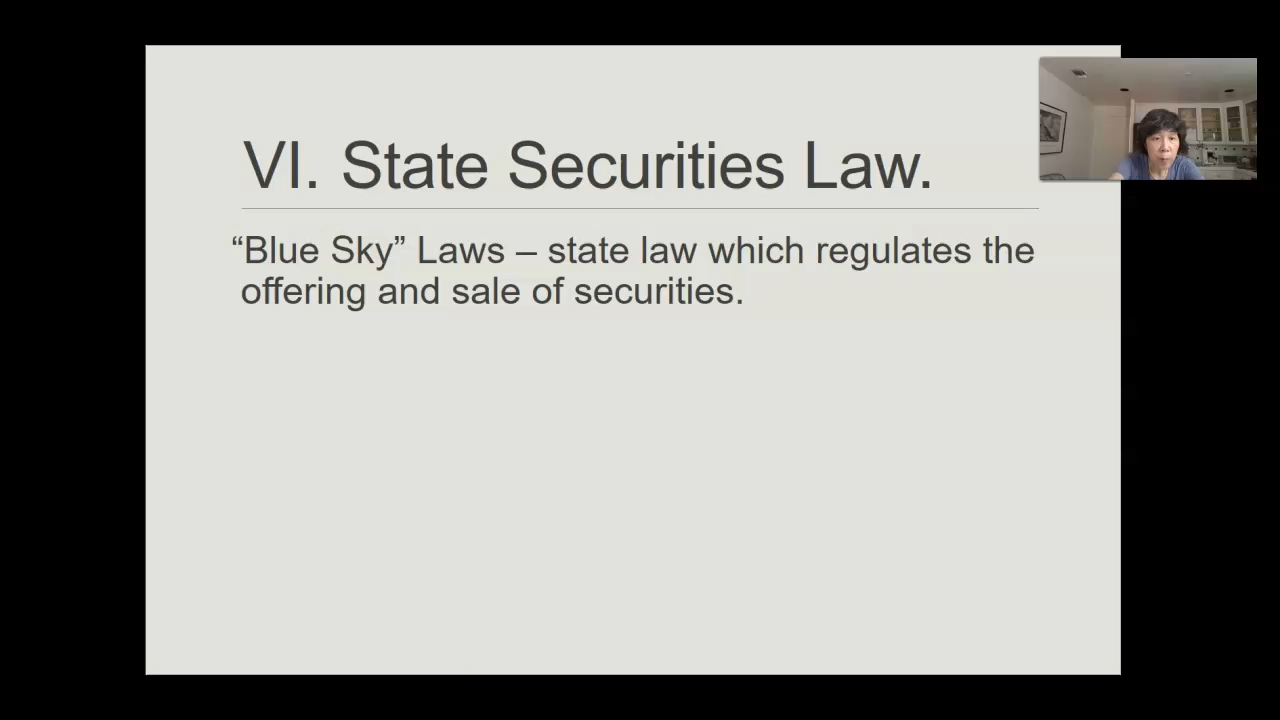 VI. State Securities Law.
“Blue Sky” Laws – state law which regulates the
offering and sale of securities.